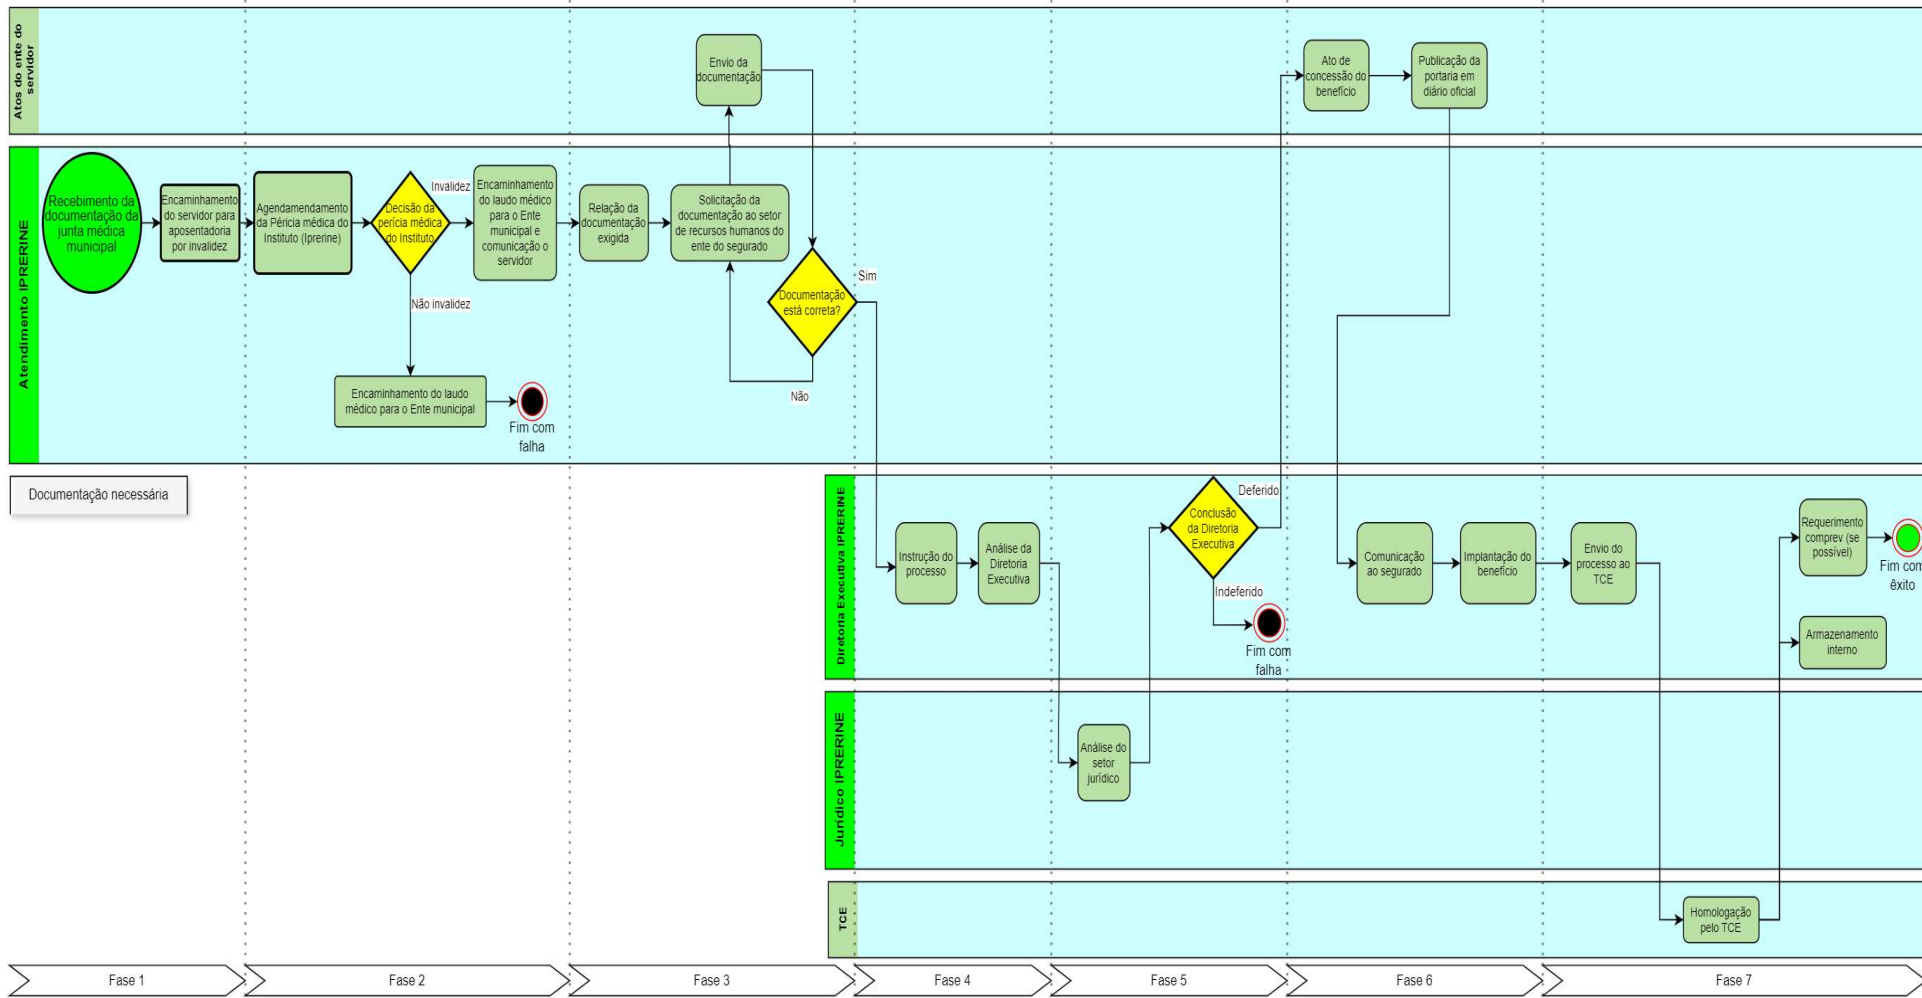 Atos do ente do
servidor
Envio da
documentação
Ato de
concessão do
benefício
Publicação da
portaria em
diário oficial
Atendimento IPRERINE
Recebimento da
documentação da
junta médica
municipal
Encaminhamento
do servidor para
aposentadoria
por invalidez
Agendamendamento
da Péricia médica do
Instituto (Iprerine)
Decisão da
perícia médica
do Instituto
Invalidez
Não invalidez
Encaminhamento
do laudo médico
para o Ente
municipal e
comunicação o
servidor
Encaminhamento do laudo
médico para o Ente municipal
Fim com
falha
Relação da
documentação
exigida
Solicitação da
documentação ao setor
de recursos humanos do
ente do segurado
Documentação
está correta?
Sim
Não
Documentação necessária
Diretoria Executiva IPRERINE
Instrução do
processo
Análise da
Diretoria
Executiva
Conclusão
da Diretoria
Executiva
Deferido
Indeferido
Fim com
falha
Comunicação
ao segurado
Implantação do
benefício
Envio do
processo ao
TCE
Requerimento
comprev (se
possível)
Fim com
êxito
Armazenamento
interno
Jurídico IPRERINE
Análise do
setor
jurídico
TCE
Homologação
pelo TCE
Fase 1
Fase 2
Fase 3
Fase 4
Fase 5
Fase 6
Fase 7